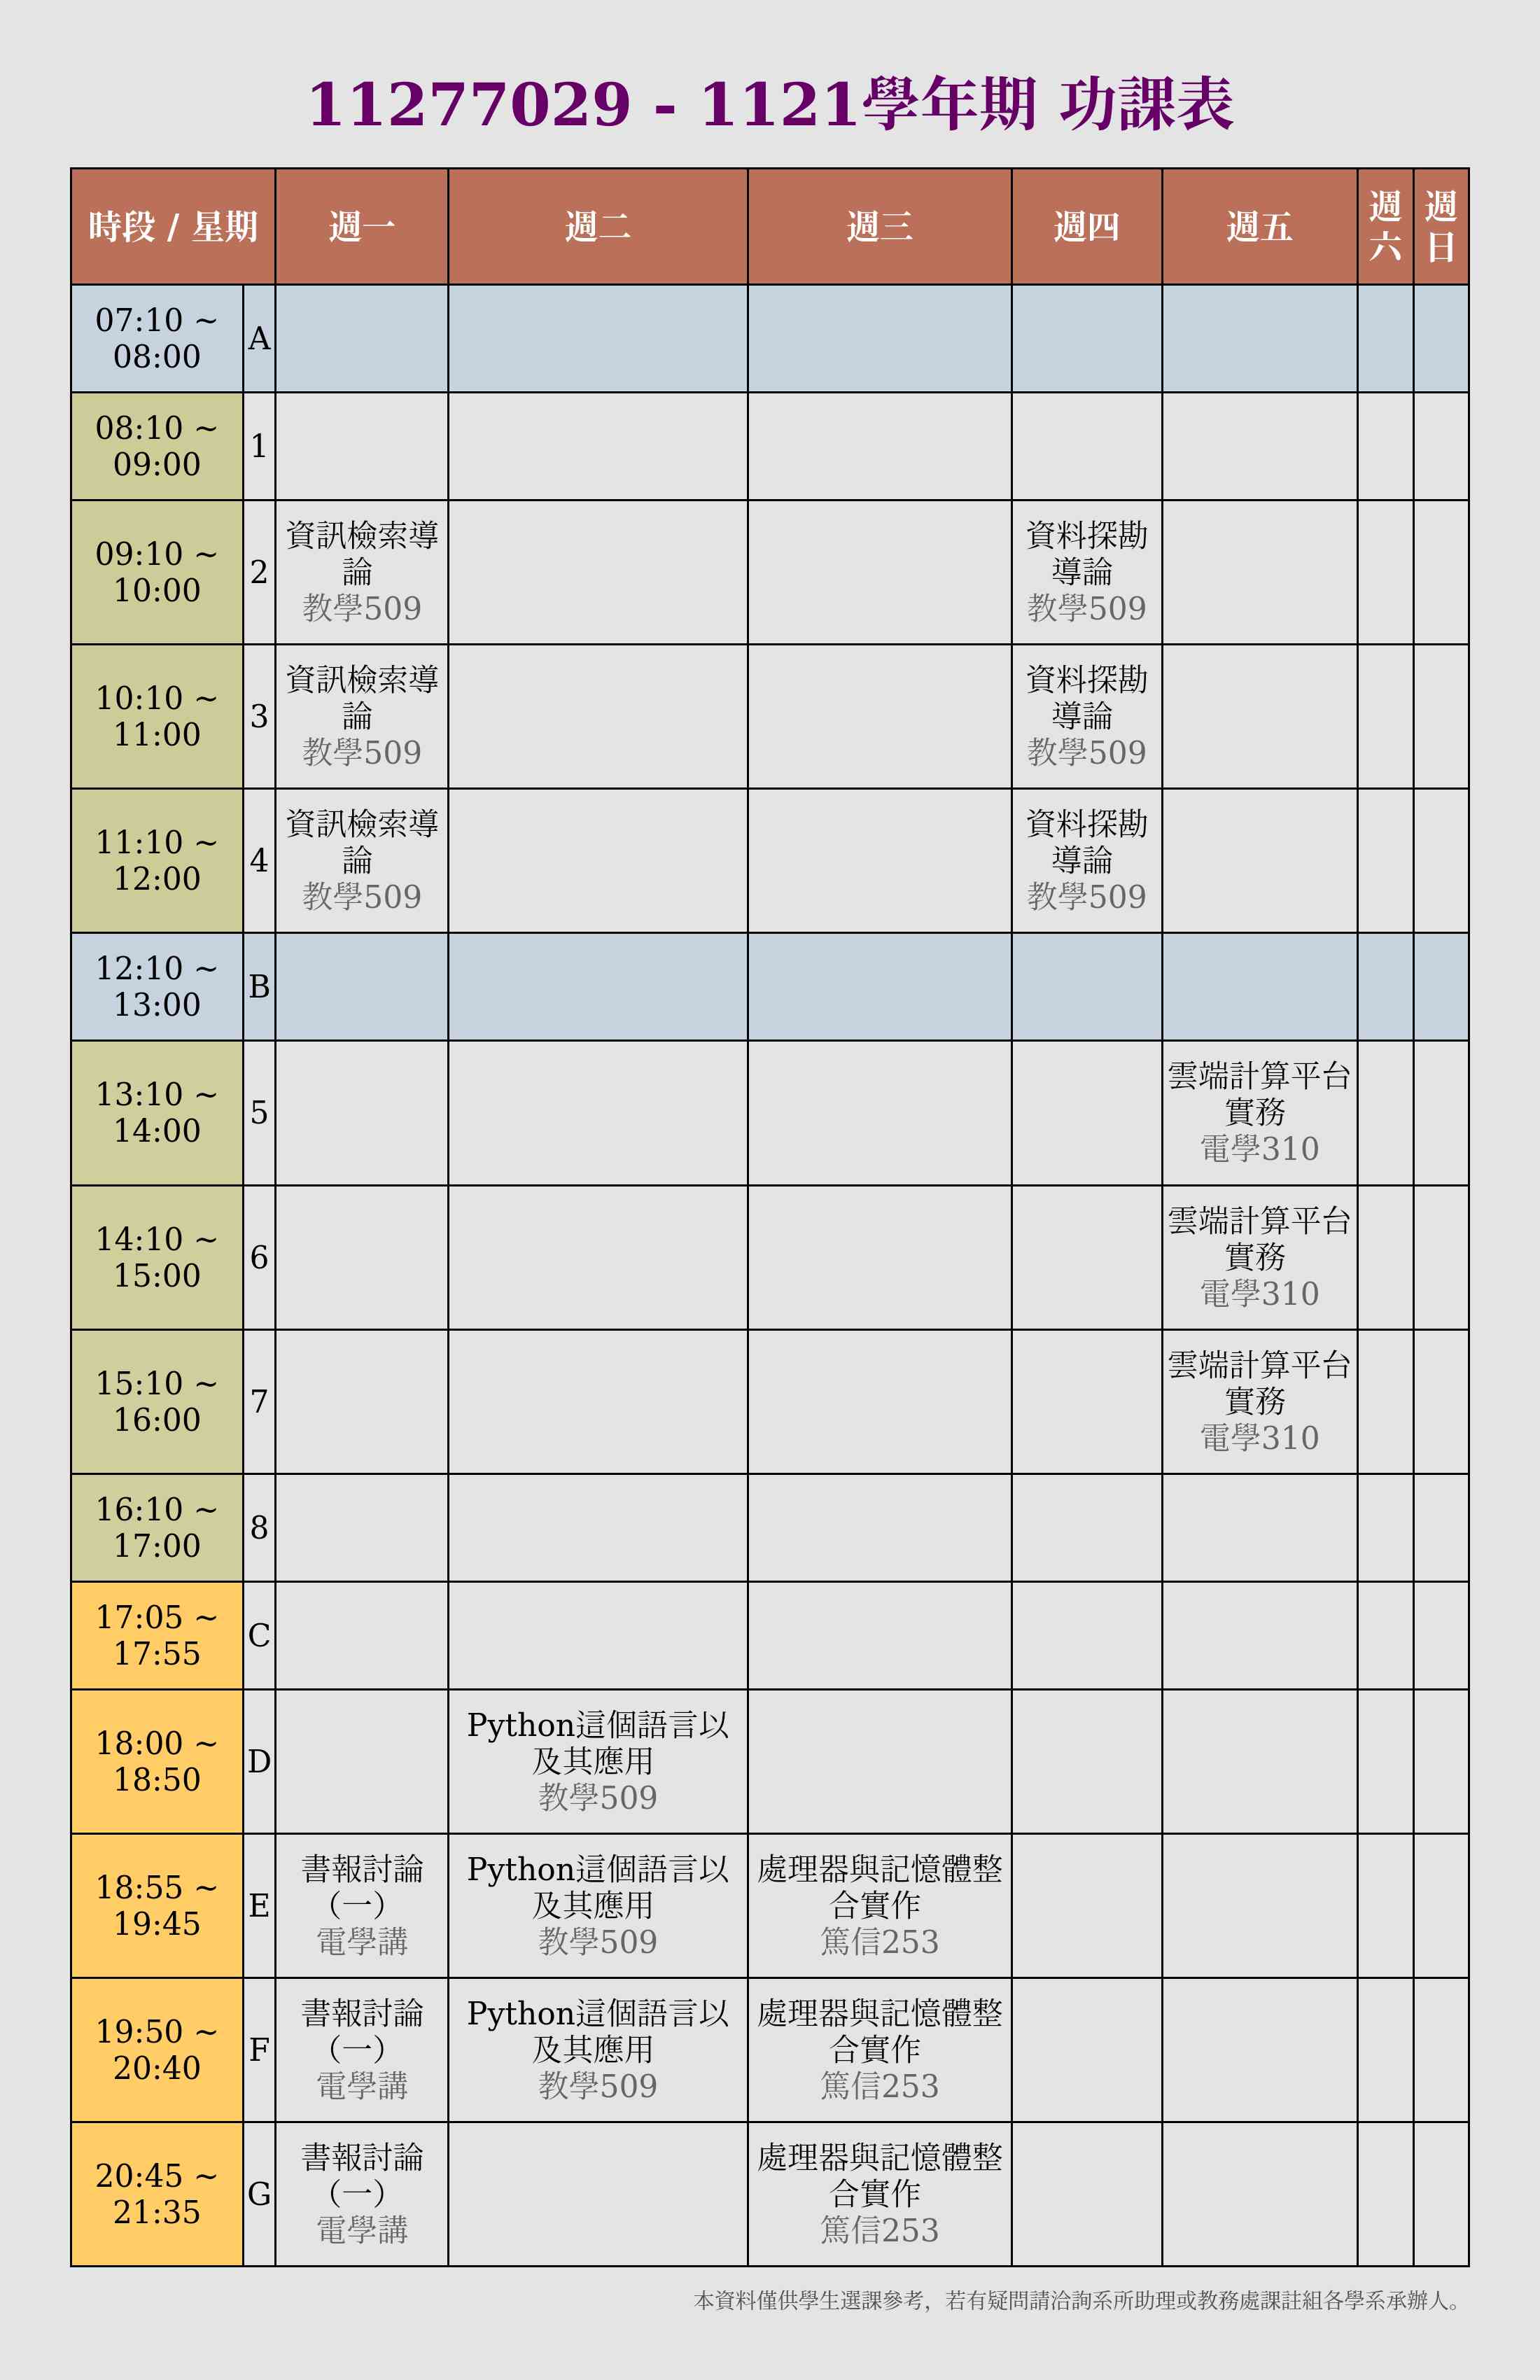 11277029 - 1121學年期 功課表
時段 / 星期
週一
週二
週三
週四
週五
週
六
週
日
07:10 ~
08:00
A
08:10 ~
09:00
1
09:10 ~
10:00
2
資訊檢索導
論
教學509
資料探勘
導論
教學509
10:10 ~
11:00
3
資訊檢索導
論
教學509
資料探勘
導論
教學509
11:10 ~
12:00
4
資訊檢索導
論
教學509
資料探勘
導論
教學509
12:10 ~
13:00
B
13:10 ~
14:00
5
雲端計算平台
實務
電學310
14:10 ~
15:00
6
雲端計算平台
實務
電學310
15:10 ~
16:00
7
雲端計算平台
實務
電學310
16:10 ~
17:00
8
17:05 ~
17:55
C
18:00 ~
18:50
D
Python這個語言以
及其應用
教學509
18:55 ~
19:45
E
書報討論
（一）
電學講
Python這個語言以
及其應用
教學509
處理器與記憶體整
合實作
篤信253
19:50 ~
20:40
F
書報討論
（一）
電學講
Python這個語言以
及其應用
教學509
處理器與記憶體整
合實作
篤信253
20:45 ~
21:35
G
書報討論
（一）
電學講
處理器與記憶體整
合實作
篤信253
本資料僅供學生選課參考，若有疑問請洽詢系所助理或教務處課註組各學系承辦人。